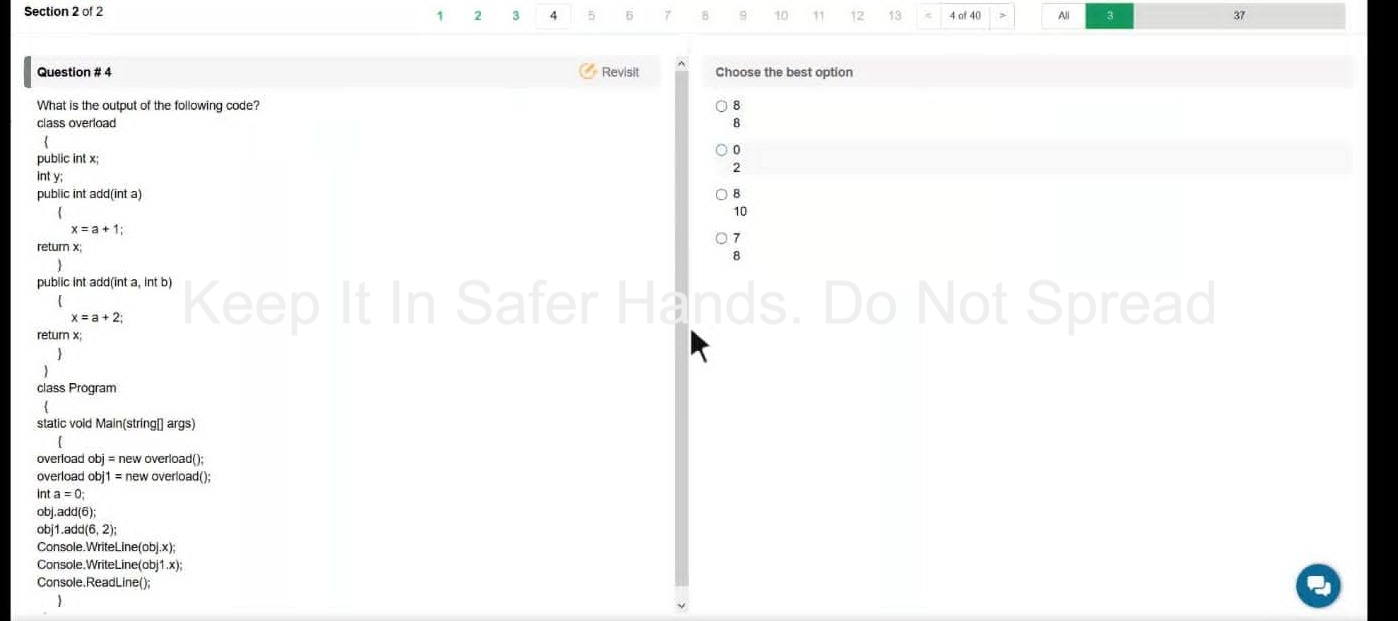 Section 2 of 2
1 2 3 4 5 6 7 8 9 10 11 12 13 < 4 of 40 > All 3 37
Question # 4
Revisit
What is the output of the following code?
class overload
{
public int x;
int y;
public int add(int a)
{
x = a + 1;
return x;
}
public int add(int a, int b)
{
x = a + 2;
return x;
}
}
class Program
{
static void Main(string[] args)
{
overload obj = new overload();
overload obj1 = new overload();
int a = 0;
obj.add(6);
obj1.add(6, 2);
Console.WriteLine(obj.x);
Console.WriteLine(obj1.x);
Console.ReadLine();
}
Choose the best option
8
8
0
2
8
10
7
8
Keep It In Safer Hands. Do Not Spread